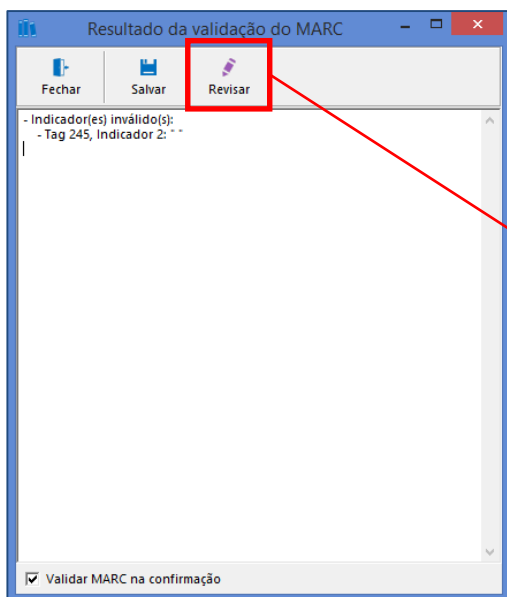 Resultado da validação do MARC
Fechar Salvar Revisar
- Indicador(es) inválido(s):
- Tag 245, Indicador 2: " "
Validar MARC na confirmação